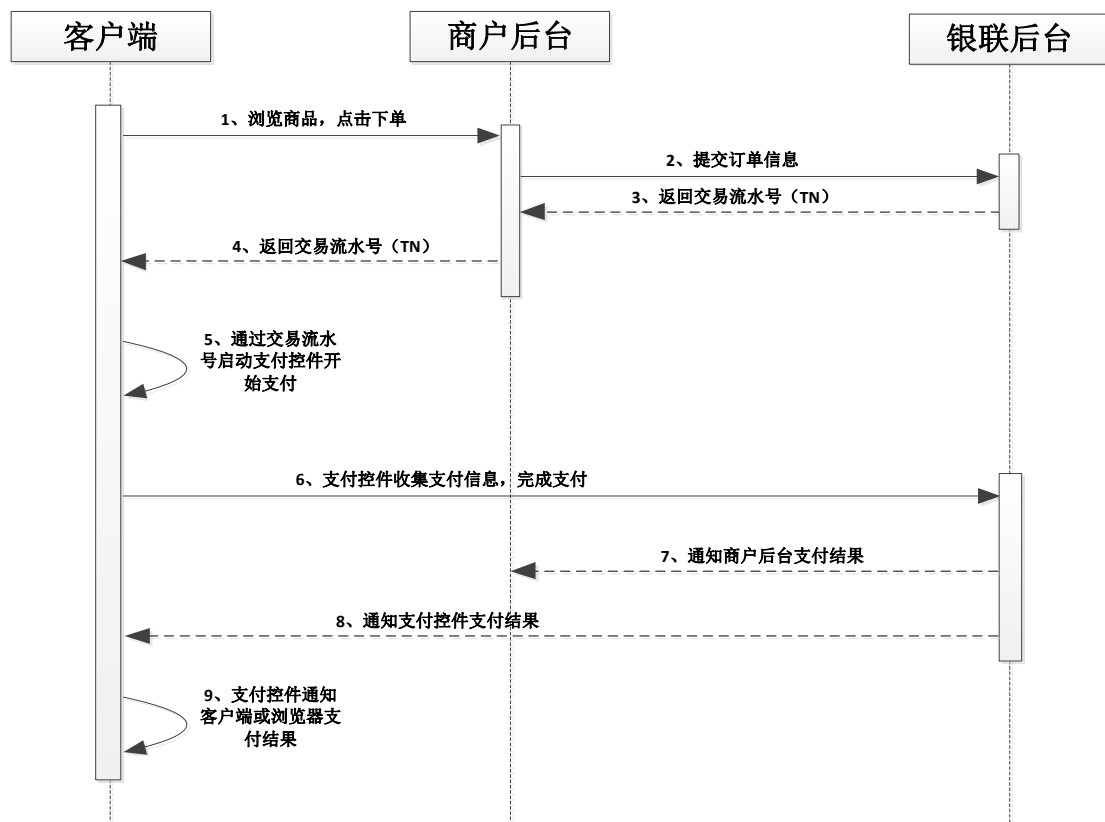 客户端
商户后台
银联后台
1、浏览商品，点击下单
2、提交订单信息
3、返回交易流水号（TN）
4、返回交易流水号（TN）
5、通过交易流水
号启动支付控件开
始支付
6、支付控件收集支付信息，完成支付
7、通知商户后台支付结果
8、通知支付控件支付结果
9、支付控件通知
客户端或浏览器支
付结果